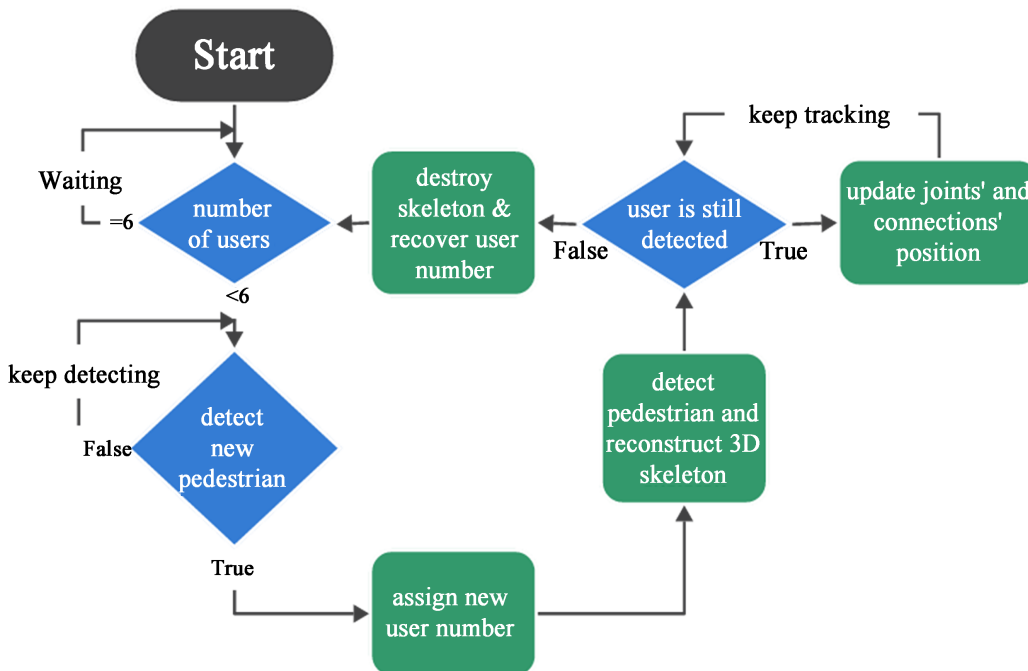 Start
keep tracking
Waiting
=6
number
of users
destroy
skeleton &
recover user
number
False
user is still
detected
True
update joints' and
connections'
position
<6
keep detecting
False
detect
new
pedestrian
detect
pedestrian and
reconstruct 3D
skeleton
True
assign new
user number